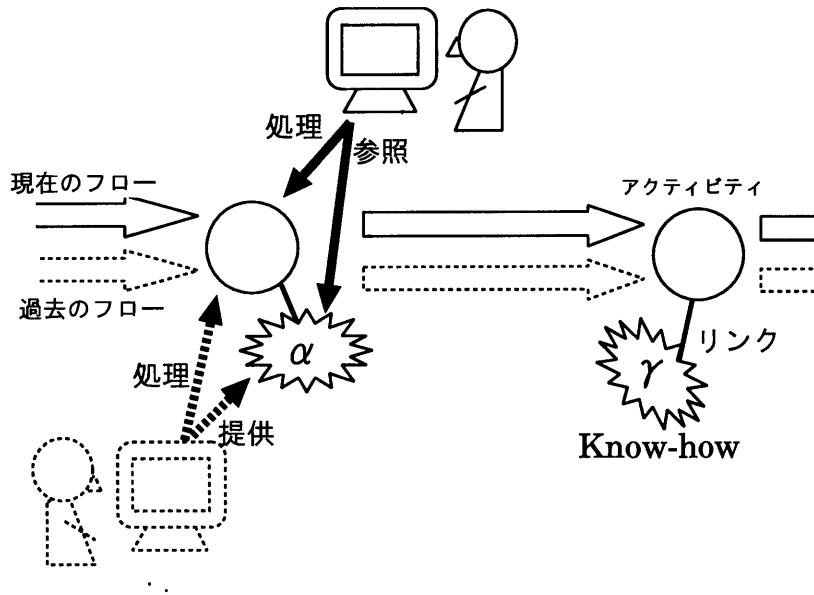 処理
参照
現在のフロー
アクティビティ
過去のフロー
α
リンク
γ
処理
提供
Know-how